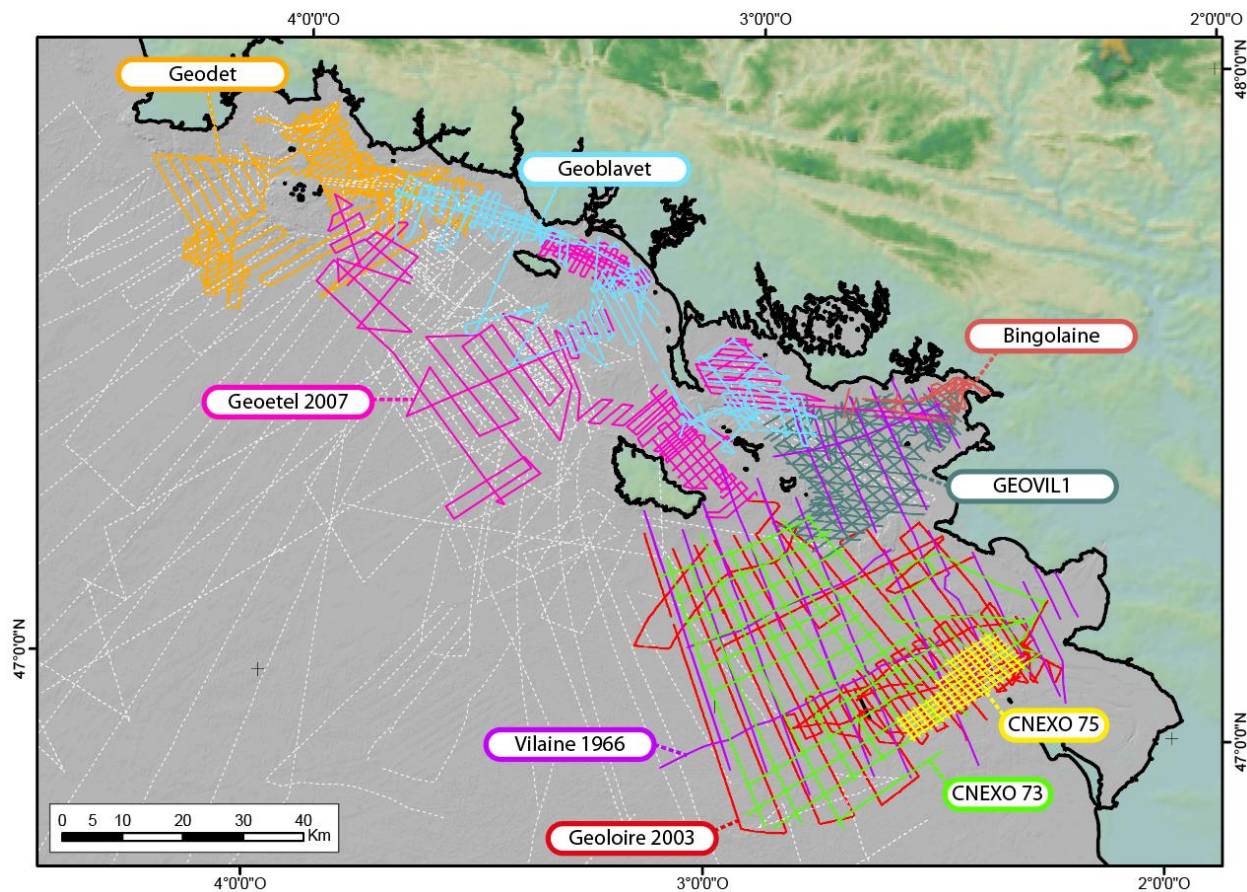 4°0'0"O
3°0'0"O
2°0'0"O
48°0'0"N
Geodet
Geoblavet
Bingolaine
Geoetel 2007
GEOVIL1
47°0'0"N
CNEXO 75
Vilaine 1966
47°0'0"N
CNEXO 73
0 5 10 20 30 40
Km
Geoloire 2003
4°0'0"O
3°0'0"O
2°0'0"O